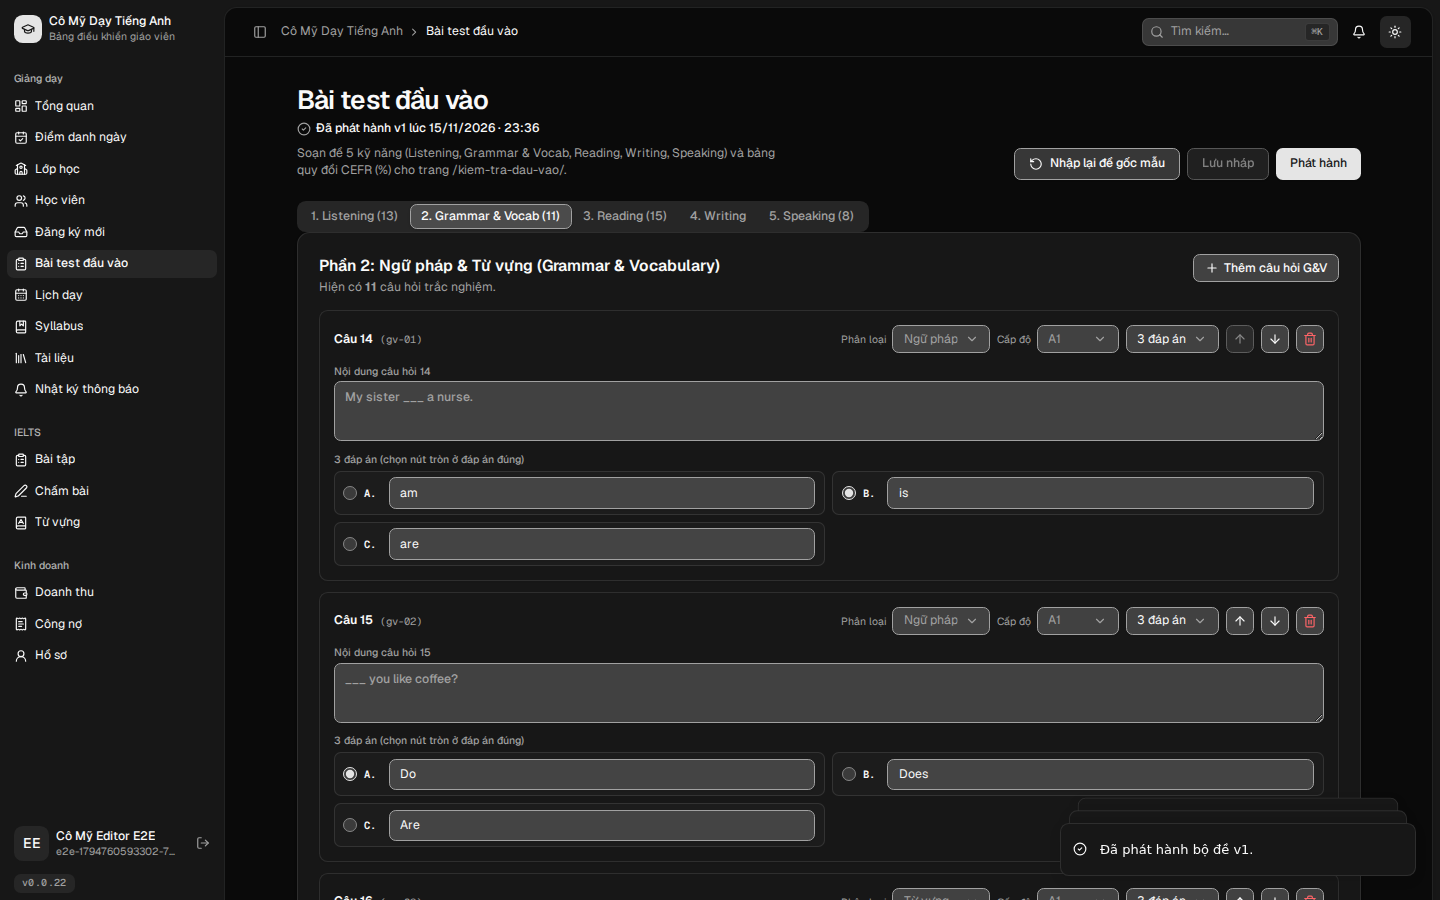 Cô Mỹ Dạy Tiếng Anh
Bảng điều khiển giáo viên
Giảng dạy
Tổng quan
Điểm danh ngày
Lớp học
Học viên
Đăng ký mới
Bài test đầu vào
Lịch dạy
Syllabus
Tài liệu
Nhật ký thông báo
IELTS
Bài tập
Chấm bài
Từ vựng
Kinh doanh
Doanh thu
Công nợ
Hồ sơ
EE
Cô Mỹ Editor E2E
e2e-1794760593302-7…
v0.0.22
Cô Mỹ Dạy Tiếng Anh > Bài test đầu vào
Tìm kiếm... ⌘K
Bài test đầu vào
Đã phát hành v1 lúc 15/11/2026 · 23:36
Soạn đề 5 kỹ năng (Listening, Grammar & Vocab, Reading, Writing, Speaking) và bảng
quy đổi CEFR (%) cho trang /kiem-tra-dau-vao/.
Nhập lại đề gốc mẫu
Lưu nháp
Phát hành
1. Listening (13)
2. Grammar & Vocab (11)
3. Reading (15)
4. Writing
5. Speaking (8)
Phần 2: Ngữ pháp & Từ vựng (Grammar & Vocabulary)
Hiện có 11 câu hỏi trắc nghiệm.
Thêm câu hỏi G&V
Câu 14 (gv-01)
Phân loại Ngữ pháp Cấp độ A1 3 đáp án
Nội dung câu hỏi 14
My sister ___ a nurse.
3 đáp án (chọn nút tròn ở đáp án đúng)
A. am
B. is
C. are
Câu 15 (gv-02)
Phân loại Ngữ pháp Cấp độ A1 3 đáp án
Nội dung câu hỏi 15
___ you like coffee?
3 đáp án (chọn nút tròn ở đáp án đúng)
A. Do
B. Does
C. Are
Đã phát hành bộ đề v1.